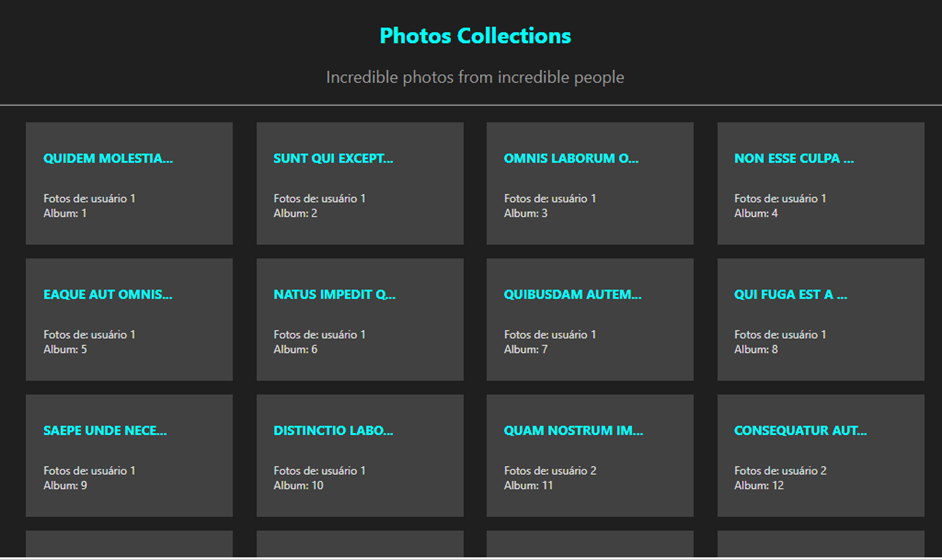 Photos Collections
Incredible photos from incredible people
QUIDEM MOLESTIA...
Fotos de: usuário 1
Album: 1
SUNT QUI EXCEPT...
Fotos de: usuário 1
Album: 2
OMNIS LABORUM O...
Fotos de: usuário 1
Album: 3
NON ESSE CULPA ...
Fotos de: usuário 1
Album: 4
EAQUE AUT OMNIS...
Fotos de: usuário 1
Album: 5
NATUS IMPEDIT Q...
Fotos de: usuário 1
Album: 6
QUIBUSDAM AUTEM...
Fotos de: usuário 1
Album: 7
QUI FUGA EST A ...
Fotos de: usuário 1
Album: 8
SAEPE UNDE NECE...
Fotos de: usuário 1
Album: 9
DISTINCTIO LABO...
Fotos de: usuário 1
Album: 10
QUAM NOSTRUM IM...
Fotos de: usuário 2
Album: 11
CONSEQUATUR AUT...
Fotos de: usuário 2
Album: 12